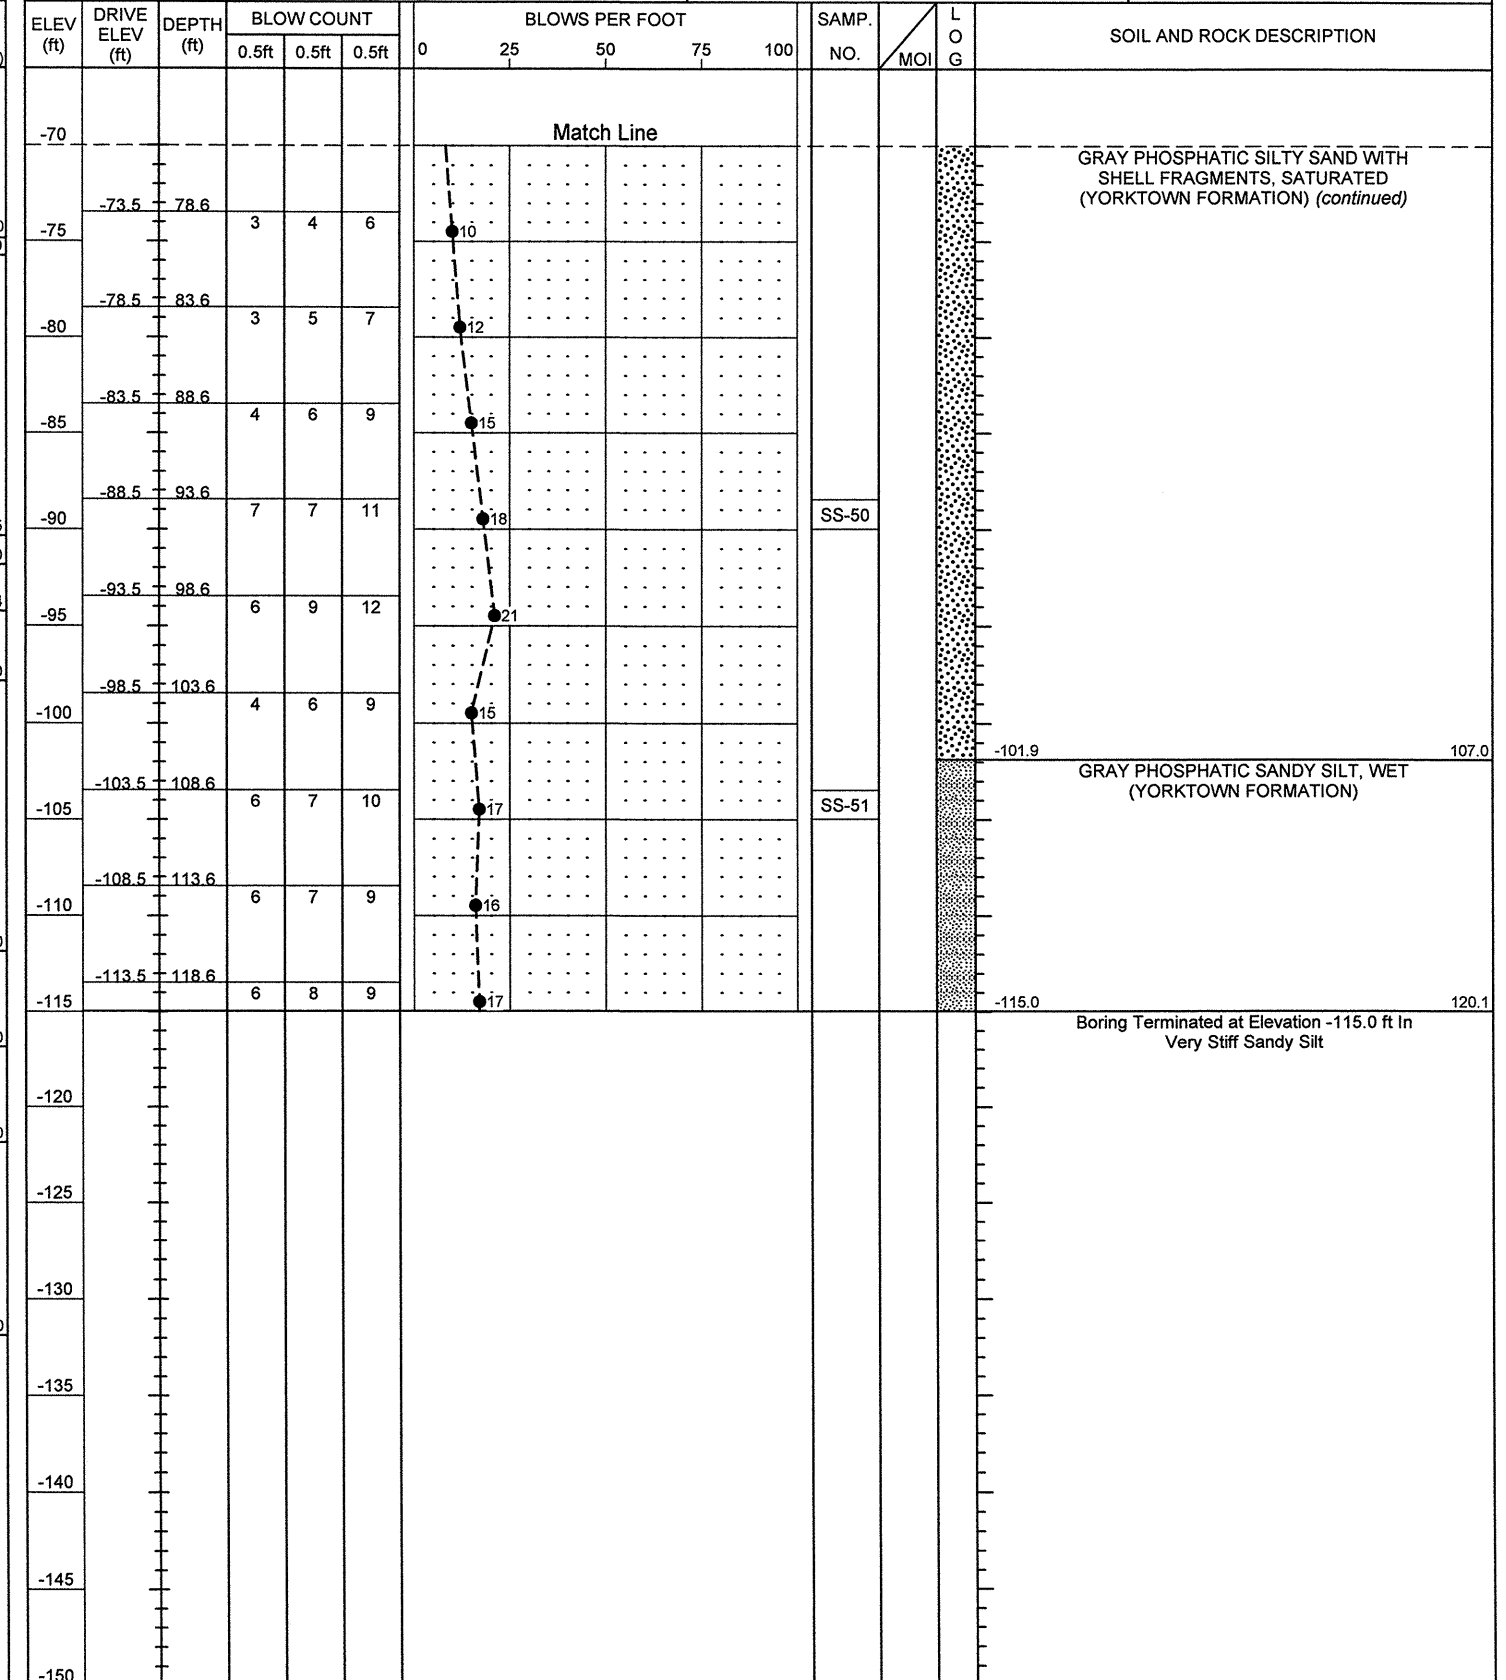 ELEV (ft) DRIVE ELEV (ft) DEPTH (ft) BLOW COUNT BLOWS PER FOOT SAMP. NO. MOI LOG SOIL AND ROCK DESCRIPTION
0.5ft 0.5ft 0.5ft 0 25 50 75 100
-70 Match Line
GRAY PHOSPHATIC SILTY SAND WITH
SHELL FRAGMENTS, SATURATED
(YORKTOWN FORMATION) (continued)
-73.5 78.6 3 4 6
-75 10
-78.5 83.6 3 5 7
-80 12
-83.5 88.6 4 6 9
-85 15
-88.5 93.6 7 7 11
-90 18 SS-50
-93.5 98.6 6 9 12
-95 21
-98.5 103.6 4 6 9
-100 15
-101.9 107.0
GRAY PHOSPHATIC SANDY SILT, WET
(YORKTOWN FORMATION)
-103.5 108.6 6 7 10
-105 17 SS-51
-108.5 113.6 6 7 9
-110 16
-113.5 118.6 6 8 9
-115 17 -115.0 120.1
Boring Terminated at Elevation -115.0 ft In
Very Stiff Sandy Silt
-120
-125
-130
-135
-140
-145
-150